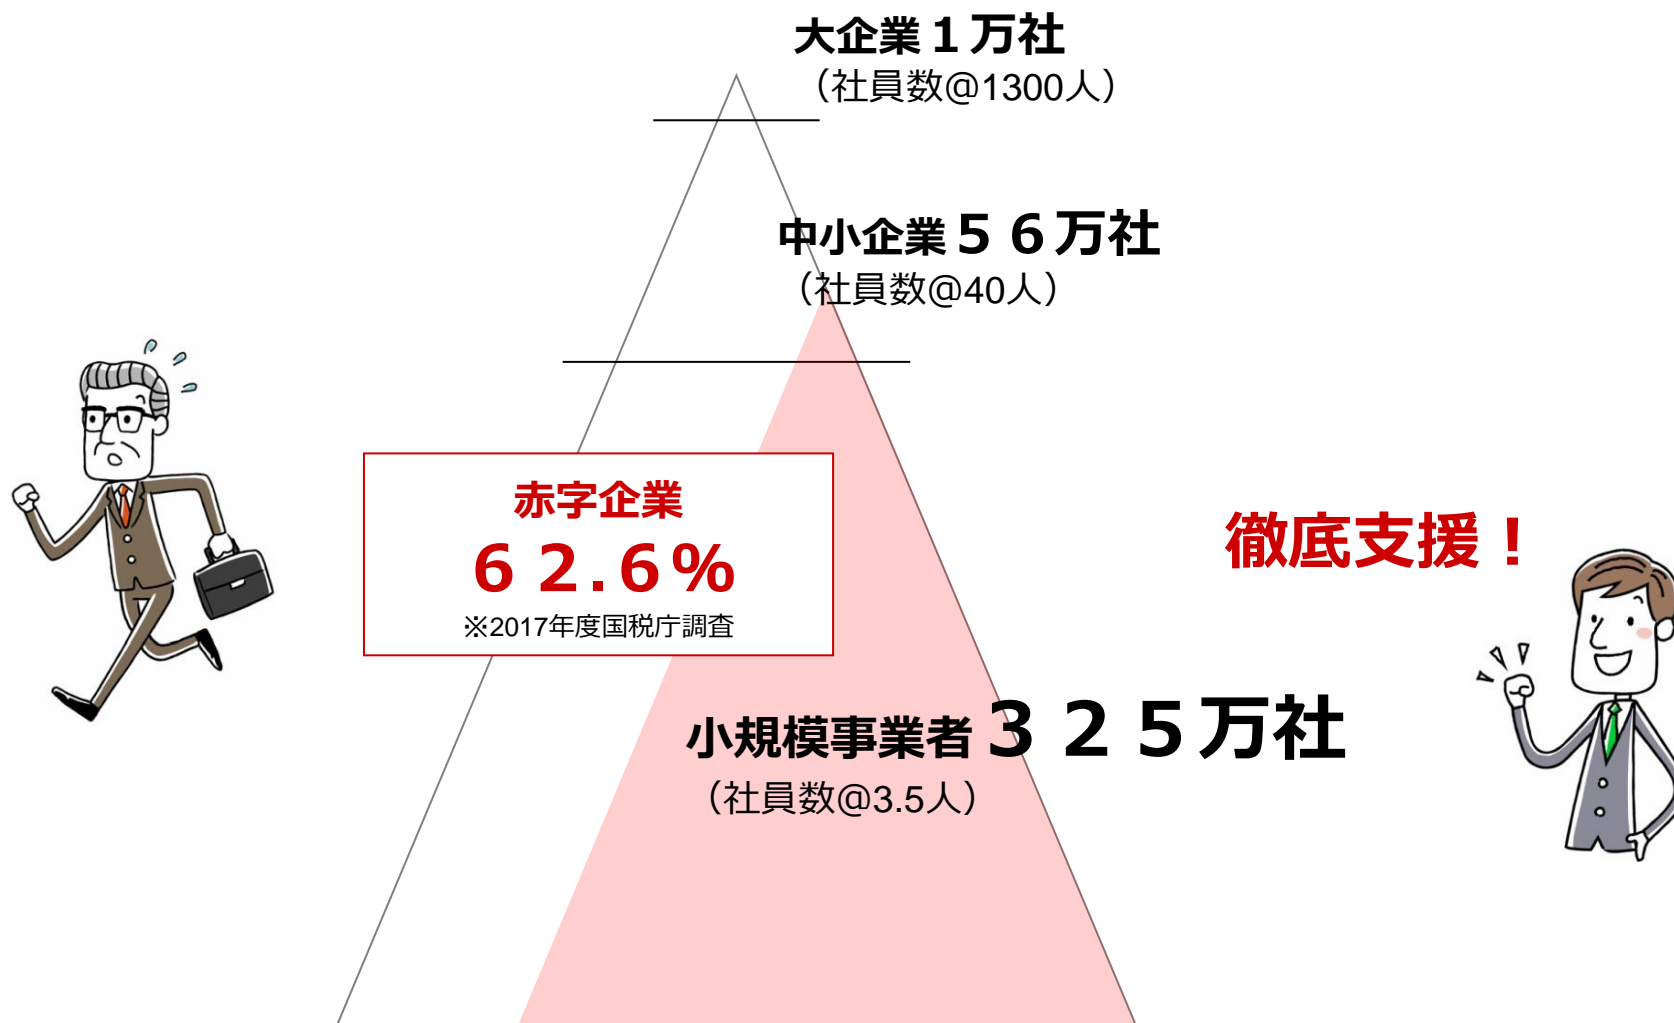 大企業１万社
（社員数@1300人）
中小企業５６万社
（社員数@40人）
赤字企業
６２.６%
※2017年度国税庁調査
徹底支援！
小規模事業者３２５万社
（社員数@3.5人）